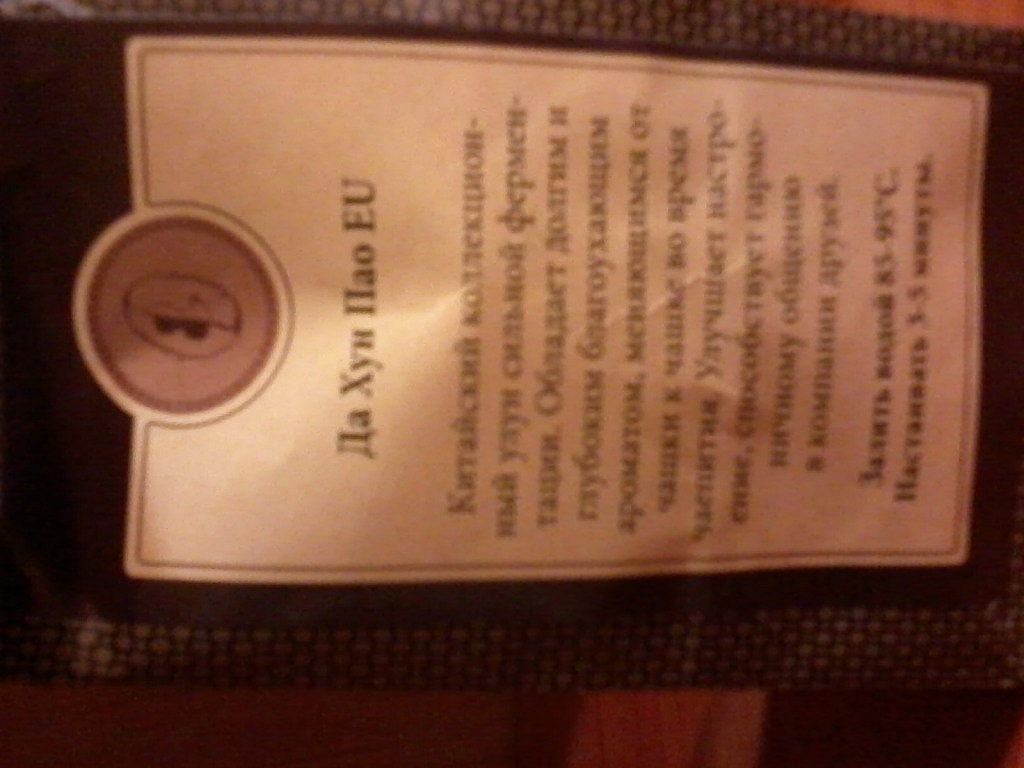 Да Хун Пао EU
Китайский коллекцион-
ный улун сильной фермен-
тации. Обладает долгим и
глубоким благоухающим
ароматом, меняющимся от
чашки к чашке во время
чаепития. Улучшает настро-
ение, способствует гармо-
ничному общению
в компании друзей.
Залить водой 85-95°C.
Настаивать 3-5 минуты.